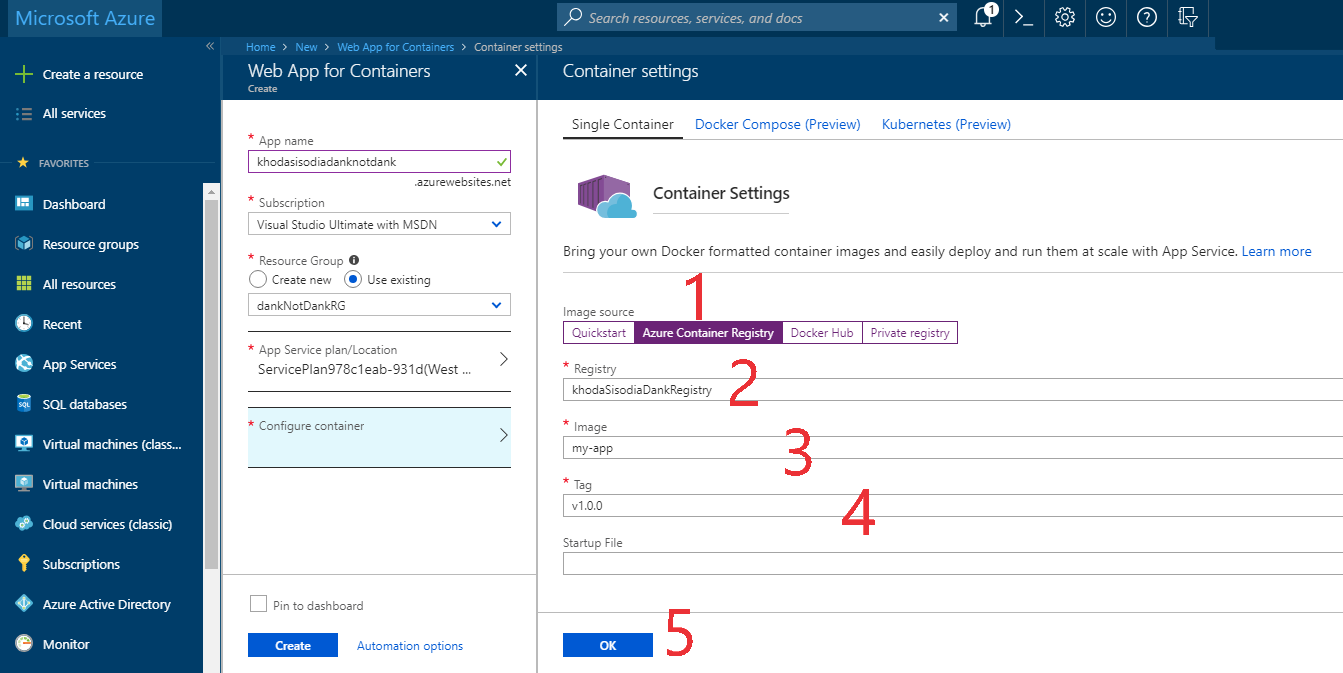 Microsoft Azure
Search resources, services, and docs
1
Create a resource
All services
FAVORITES
Dashboard
Resource groups
All resources
Recent
App Services
SQL databases
Virtual machines (class...
Virtual machines
Cloud services (classic)
Subscriptions
Azure Active Directory
Monitor
Home > New > Web App for Containers > Container settings
Web App for Containers
Create
* App name
khodasisodiadanknotdank
.azurewebsites.net
* Subscription
Visual Studio Ultimate with MSDN
* Resource Group
Create new Use existing
dankNotDankRG
* App Service plan/Location
ServicePlan978c1eab-931d(West ...
* Configure container
Pin to dashboard
Create Automation options
Container settings
Single Container Docker Compose (Preview) Kubernetes (Preview)
Container Settings
Bring your own Docker formatted container images and easily deploy and run them at scale with App Service. Learn more
1
Image source
Quickstart Azure Container Registry Docker Hub Private registry
* Registry
2
khodaSisodiaDankRegistry
* Image
3
my-app
* Tag
4
v1.0.0
Startup File
OK
5